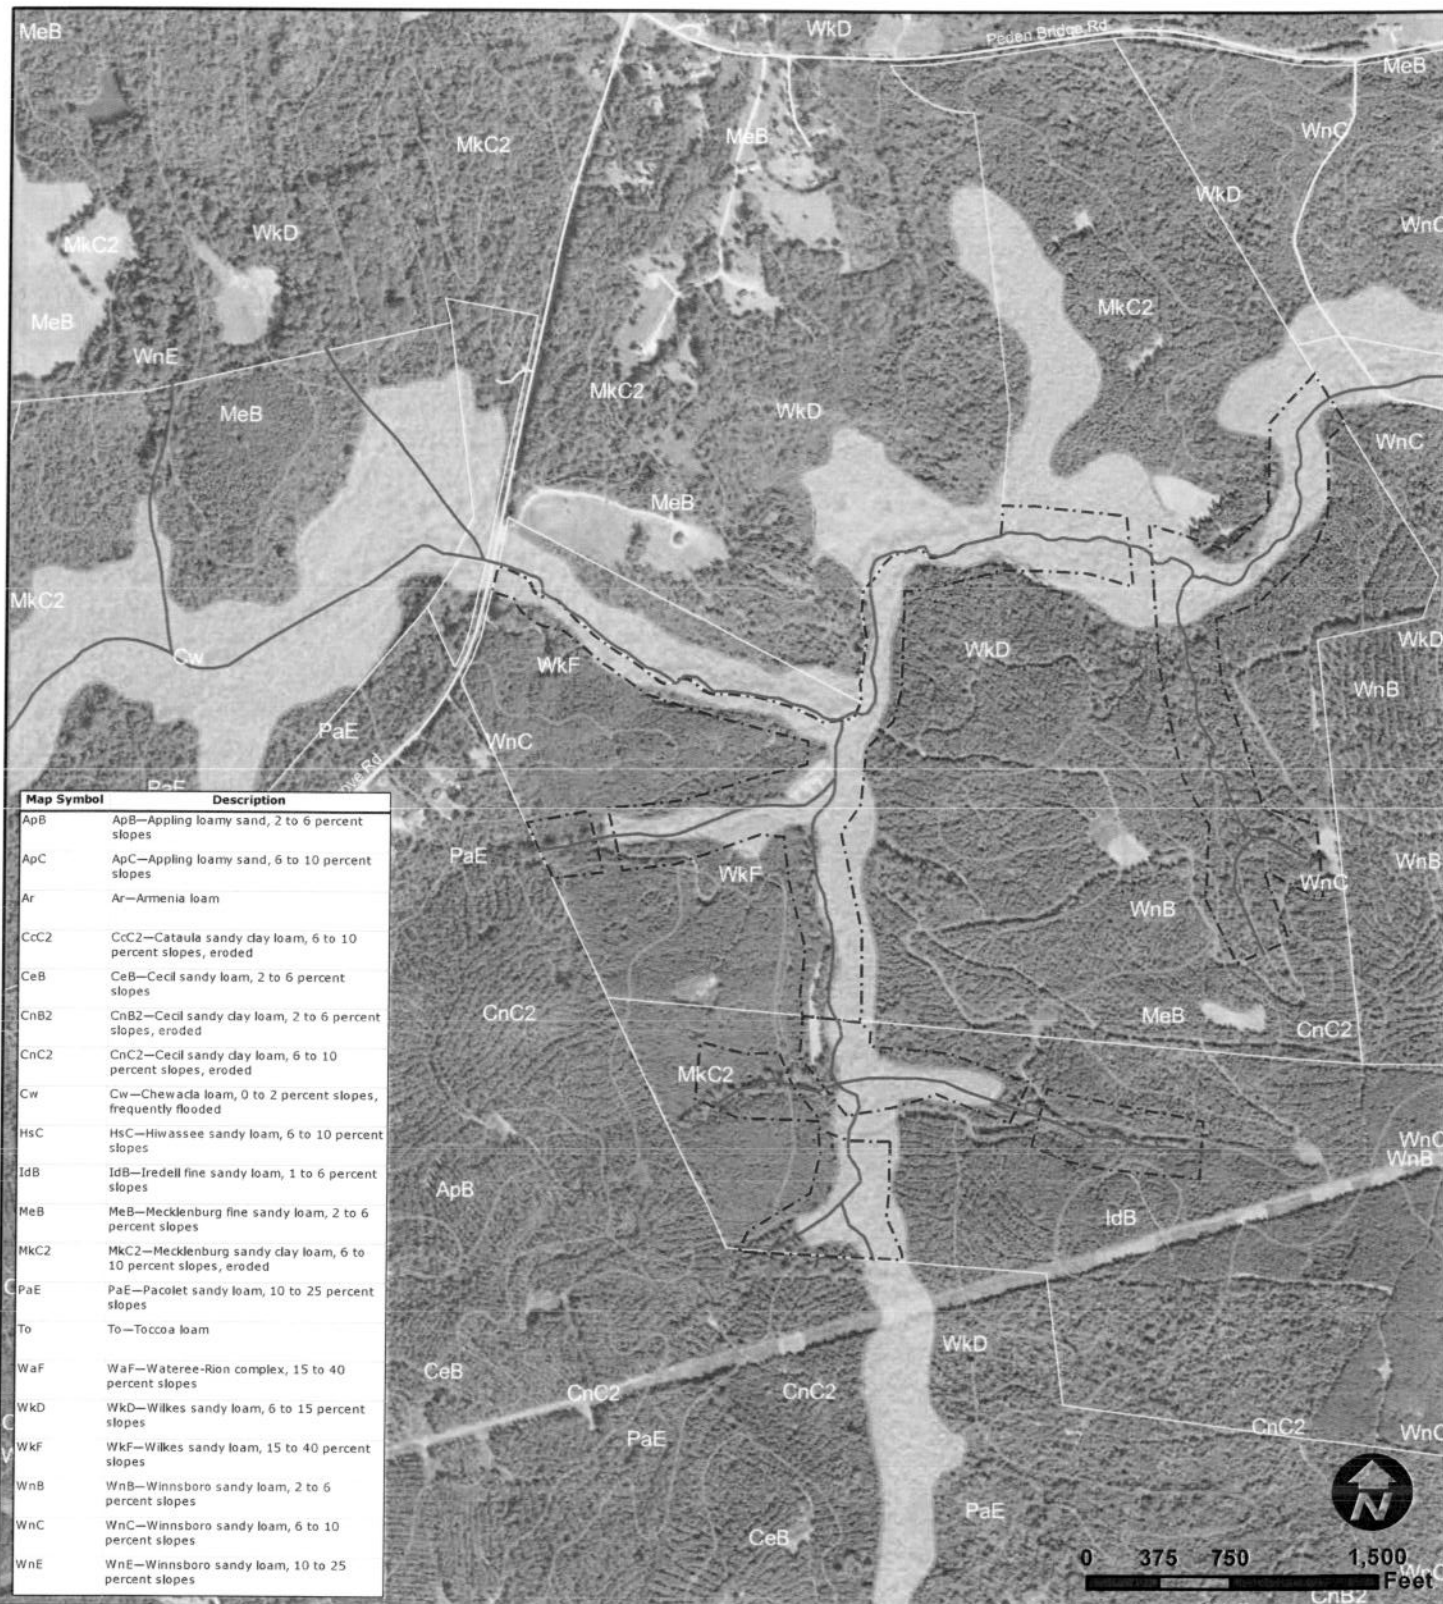 MeB
WkD
Peden Bridge Rd
MeB
MkC2
MeB
WnC
WkD
WkD
MkC2
MkC2
MeB
WnE
MeB
MkC2
WkD
WnC
MeB
MkC2
WkD
WkD
WnB
Cw
WkF
PaE
WnC
PaE
WkF
WnB
WnC
WnB
CnC2
MeB
CnC2
MkC2
WnB
ApB
IdB
WkD
CeB
CnC2
CnC2
CnC2
PaE
PaE
CeB
CnB2
Map Symbol Description
ApB ApB—Appling loamy sand, 2 to 6 percent
slopes
ApC ApC—Appling loamy sand, 6 to 10 percent
slopes
Ar Ar—Armenia loam
CcC2 CcC2—Cataula sandy clay loam, 6 to 10
percent slopes, eroded
CeB CeB—Cecil sandy loam, 2 to 6 percent
slopes
CnB2 CnB2—Cecil sandy clay loam, 2 to 6 percent
slopes, eroded
CnC2 CnC2—Cecil sandy clay loam, 6 to 10
percent slopes, eroded
Cw Cw—Chewacla loam, 0 to 2 percent slopes,
frequently flooded
HsC HsC—Hiwassee sandy loam, 6 to 10 percent
slopes
IdB IdB—Iredell fine sandy loam, 1 to 6 percent
slopes
MeB MeB—Mecklenburg fine sandy loam, 2 to 6
percent slopes
MkC2 MkC2—Mecklenburg sandy clay loam, 6 to
10 percent slopes, eroded
PaE PaE—Pacolet sandy loam, 10 to 25 percent
slopes
To To—Toccoa loam
WaF WaF—Wateree-Rion complex, 15 to 40
percent slopes
WkD WkD—Wilkes sandy loam, 6 to 15 percent
slopes
WkF WkF—Wilkes sandy loam, 15 to 40 percent
slopes
WnB WnB—Winnsboro sandy loam, 2 to 6
percent slopes
WnC WnC—Winnsboro sandy loam, 6 to 10
percent slopes
WnE WnE—Winnsboro sandy loam, 10 to 25
percent slopes
N
0 375 750 1,500
Feet